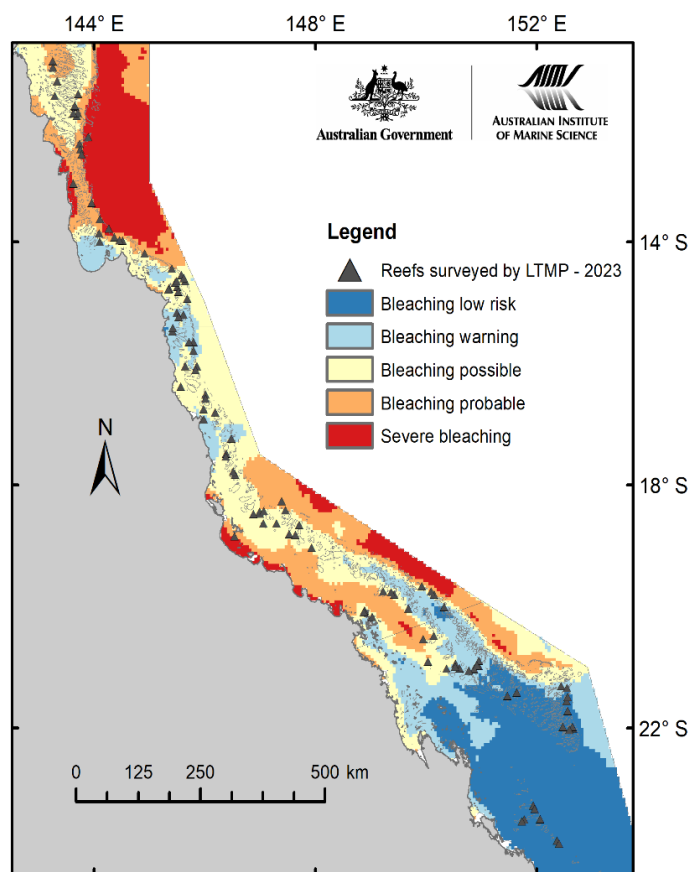 144° E 148° E 152° E
Australian Government
AIMS
AUSTRALIAN INSTITUTE
OF MARINE SCIENCE
14° S
Legend
Reefs surveyed by LTMP - 2023
Bleaching low risk
Bleaching warning
Bleaching possible
Bleaching probable
Severe bleaching
N
18° S
22° S
0 125 250 500 km